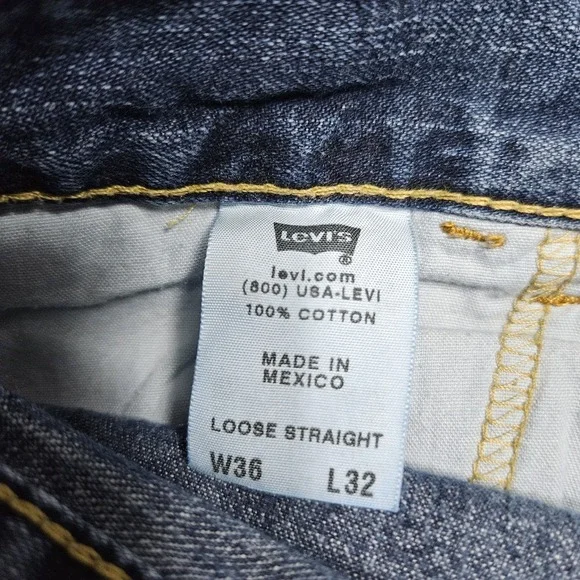 LEVI'S
®
levi.com
(800) USA-LEVI
100% COTTON
MADE IN
MEXICO
LOOSE STRAIGHT
W36 L32